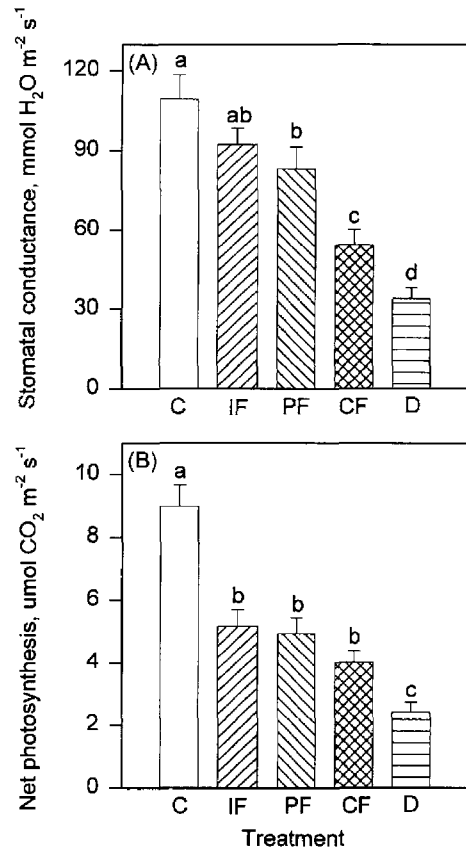 Stomatal conductance, mmol H₂O m⁻² s⁻¹
(A)
120
90
60
30
0
a
ab
b
c
d
C IF PF CF D
Net photosynthesis, umol CO₂ m⁻² s⁻¹
(B)
10
8
6
4
2
0
a
b
b
b
c
C IF PF CF D
Treatment